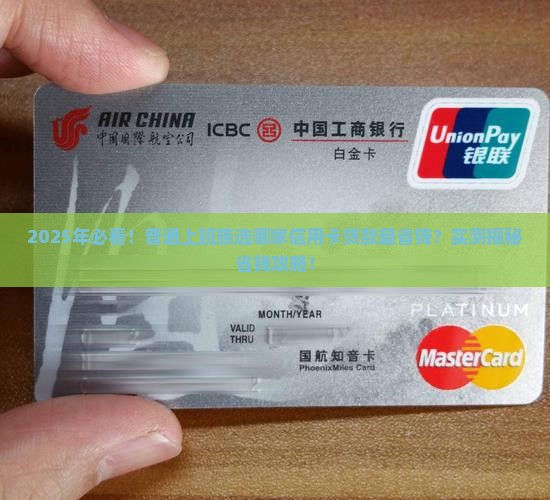 AIR CHINA
中国国际航空公司
ICBC 中国工商银行
白金卡
UnionPay
银联
2025年必看！普通上班族选哪家信用卡贷款最省钱？实测揭秘
省钱攻略！
PLATINUM
MONTH/YEAR
VALID
THRU
国航知音卡
PhoenixMiles Card
MasterCard